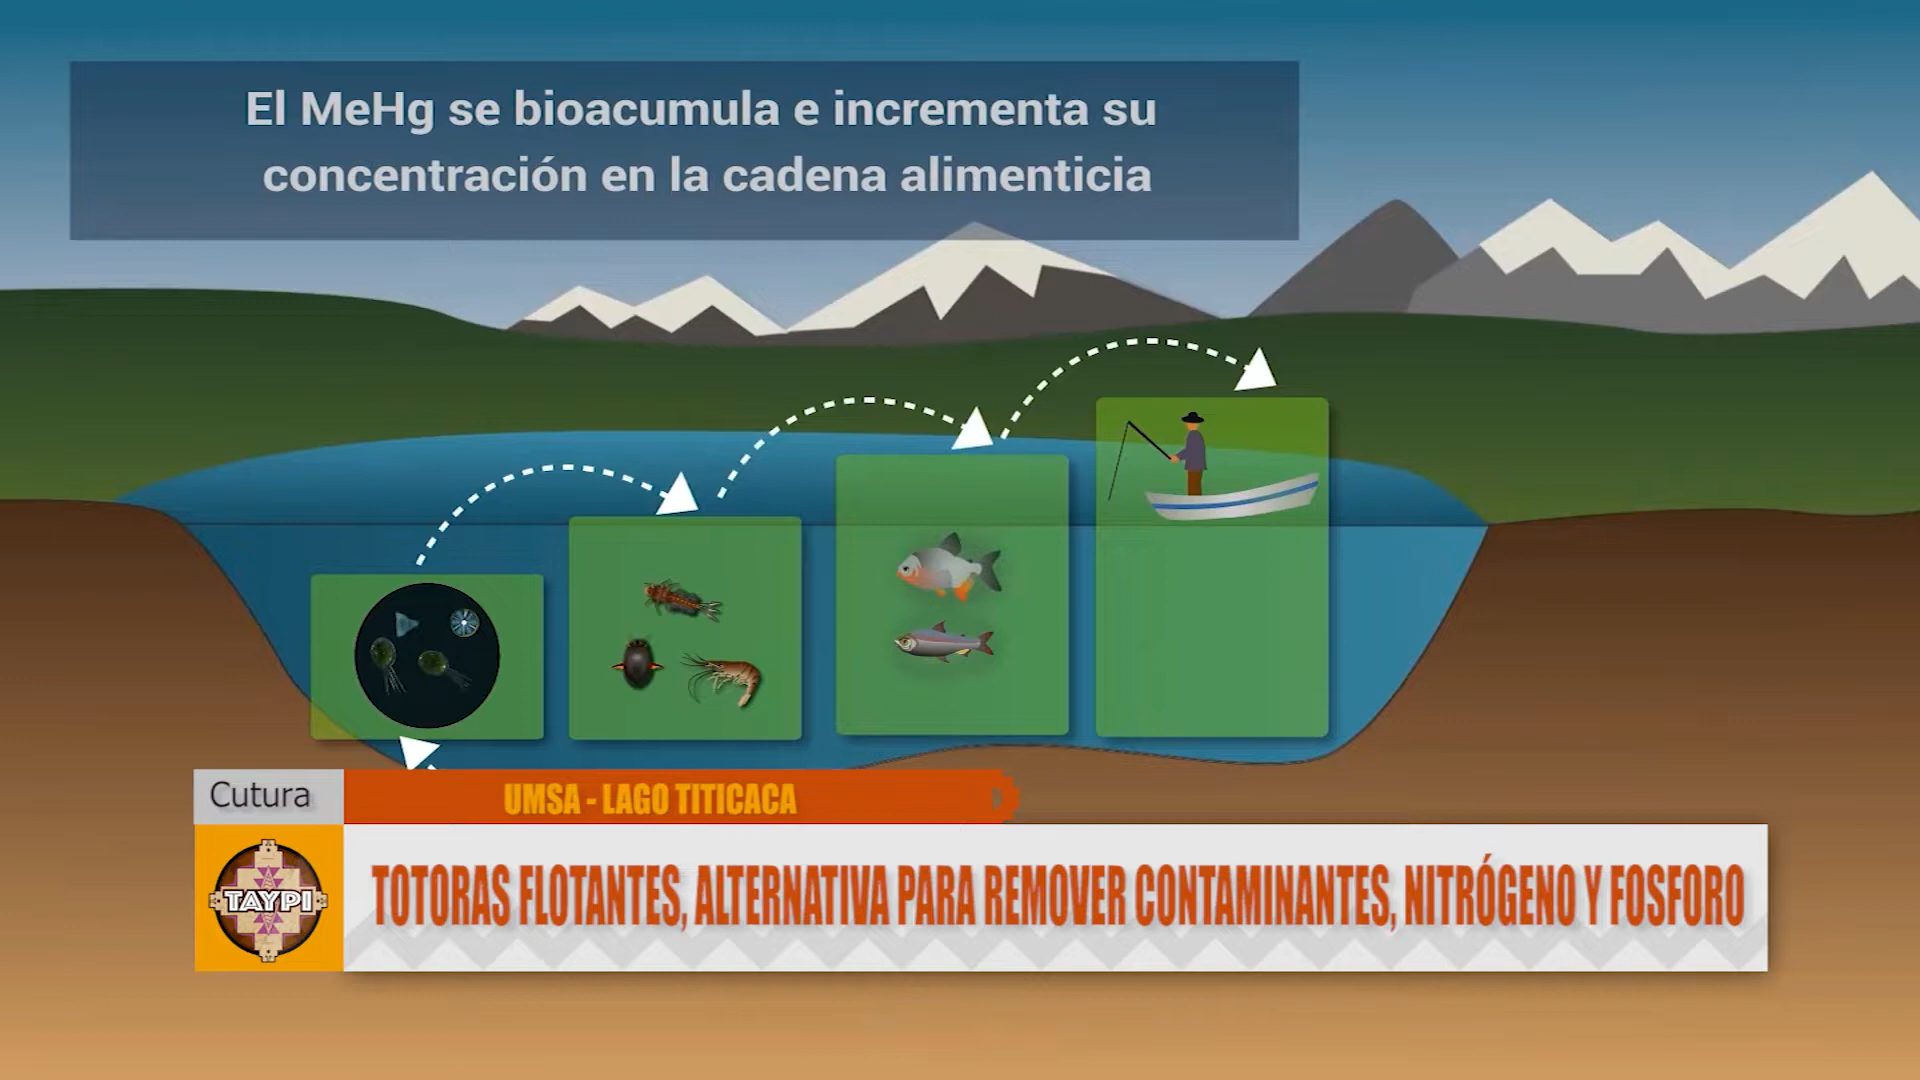 El MeHg se bioacumula e incrementa su
concentración en la cadena alimenticia
Cutura
UMSA - LAGO TITICACA
TAYPI
TOTORAS FLOTANTES, ALTERNATIVA PARA REMOVER CONTAMINANTES, NITRÓGENO Y FOSFORO